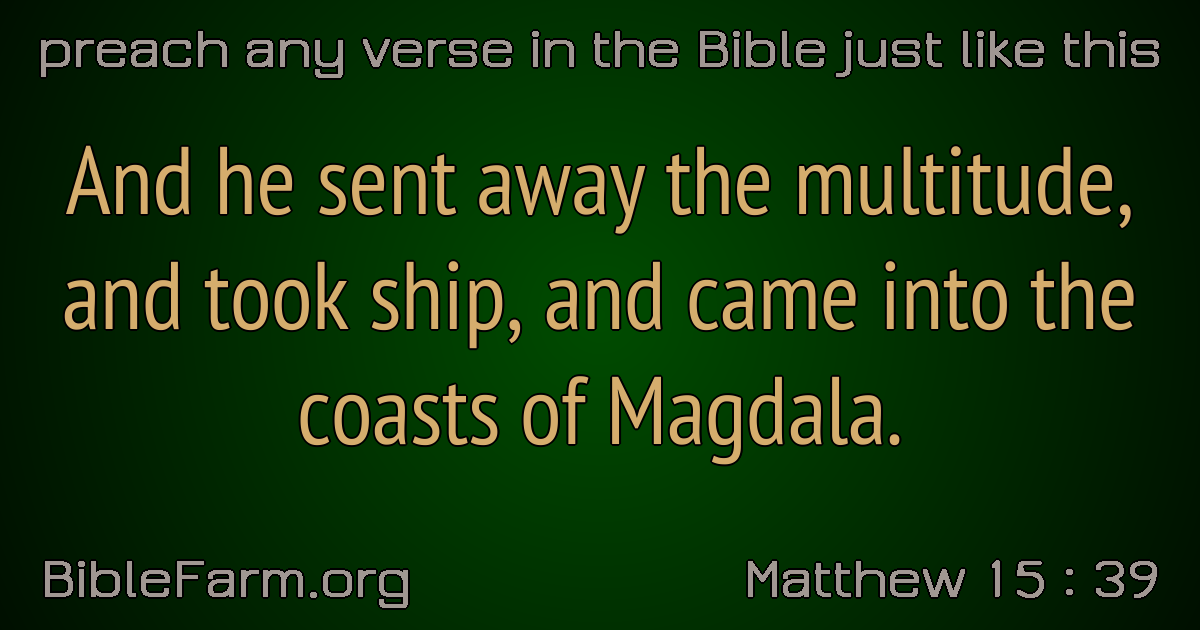 preach any verse in the Bible just like this
And he sent away the multitude,
and took ship, and came into the
coasts of Magdala.
BibleFarm.org
Matthew 15 : 39